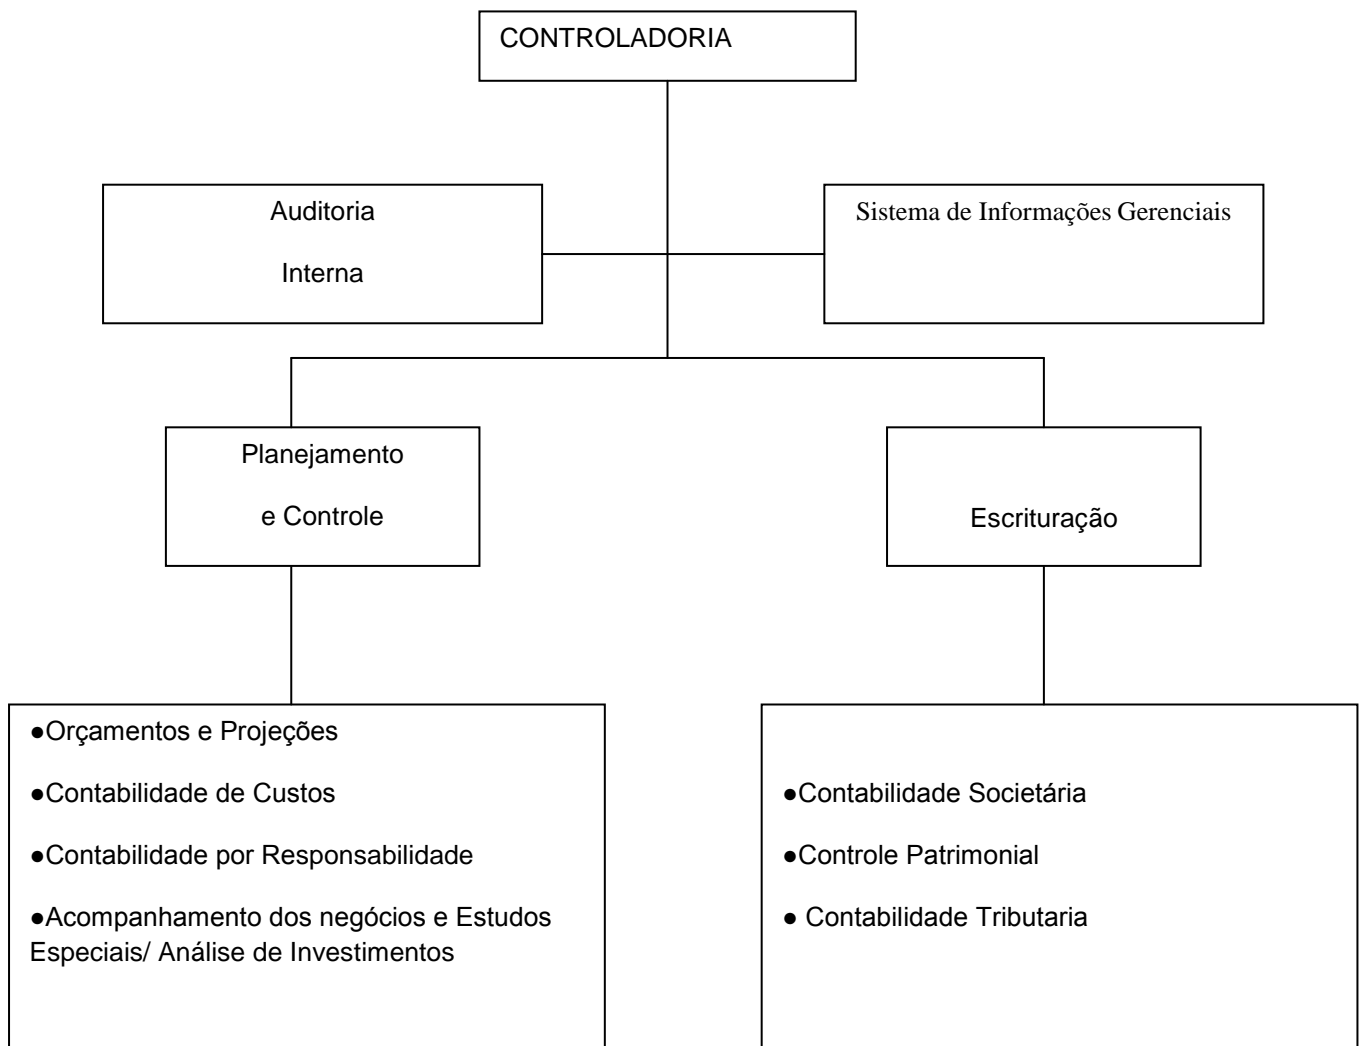 CONTROLADORIA
Auditoria
Interna
Sistema de Informações Gerenciais
Planejamento
e Controle
Escrituração
●Orçamentos e Projeções
●Contabilidade de Custos
●Contabilidade por Responsabilidade
●Acompanhamento dos negócios e Estudos
Especiais/ Análise de Investimentos
●Contabilidade Societária
●Controle Patrimonial
● Contabilidade Tributaria